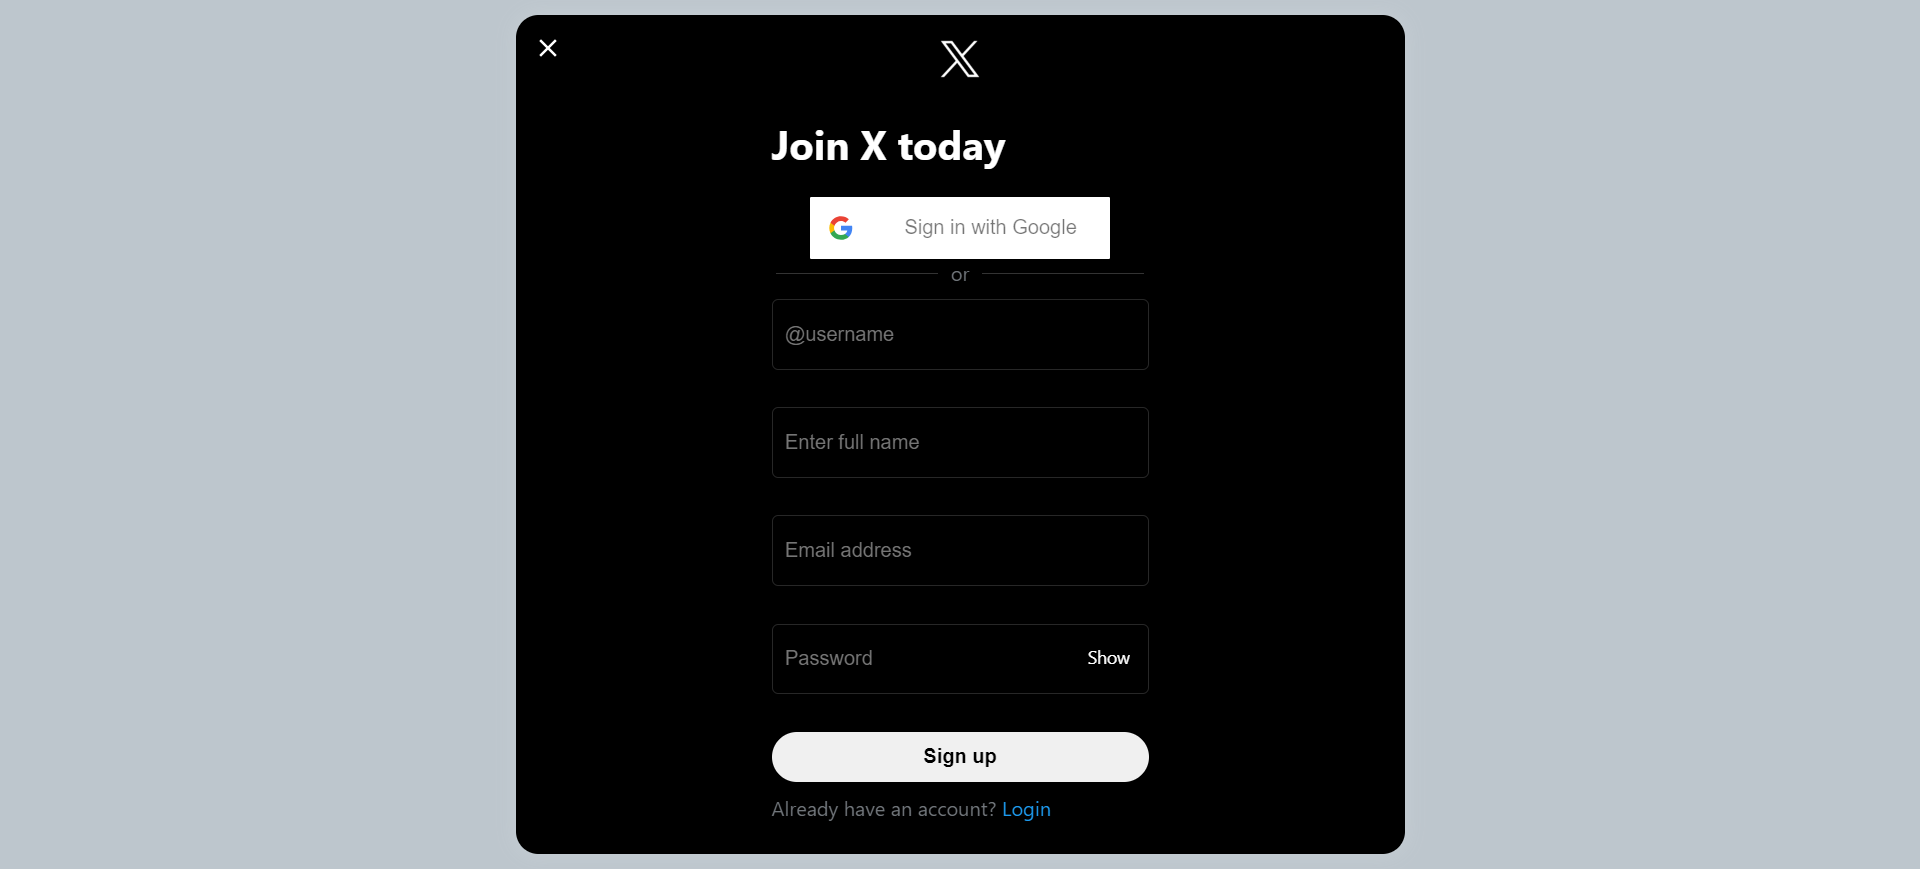 Join X today
Sign in with Google
or
@username
Enter full name
Email address
Password
Show
Sign up
Already have an account? Login